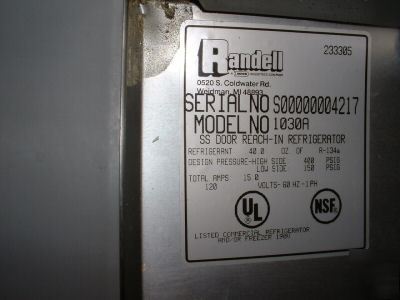 233305
Randell
0520 S. Coldwater Rd.
Weidman, MI 48893
SERIAL NO S00000004217
MODEL NO 1030A
SS DOOR REACH-IN REFRIGERATOR
REFRIGERANT 40.0 OZ OF R-134a
DESIGN PRESSURE-HIGH SIDE 400 PSIG
LOW SIDE 150 PSIG
TOTAL AMPS 15.0
120 VOLTS- 60 HZ -1PH
UL
NSF
LISTED COMMERCIAL REFRIGERATOR
AND/OR FREEZER 198V